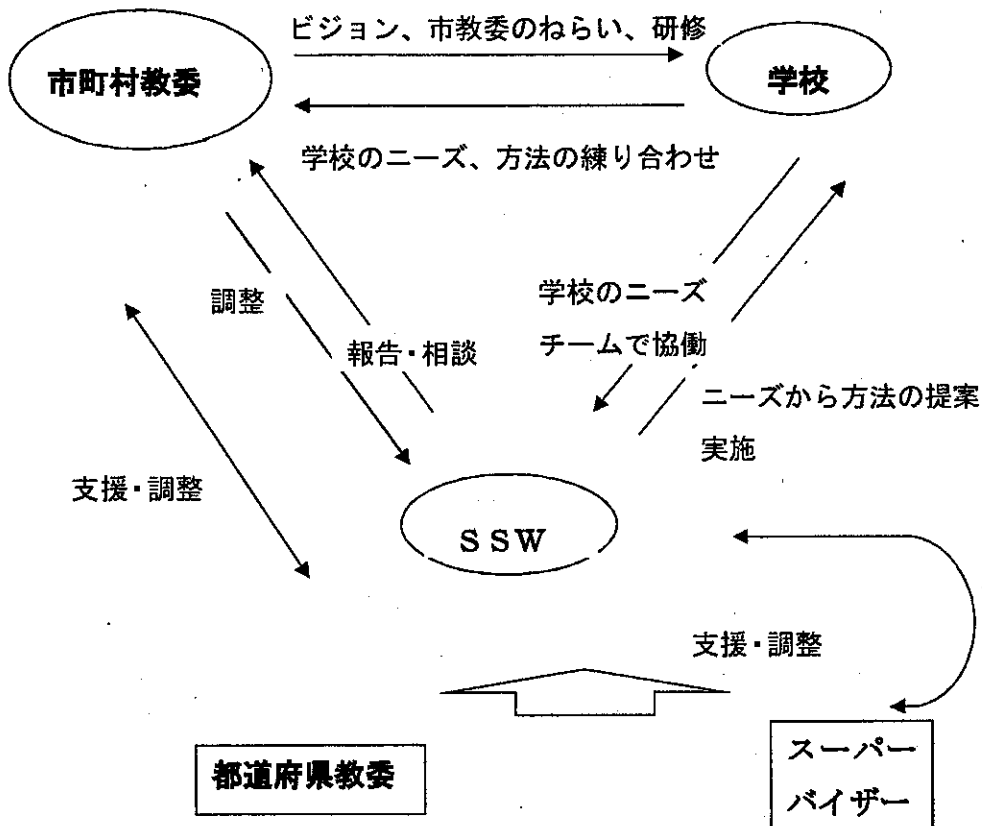 ビジョン、市教委のねらい、研修
市町村教委
学校
学校のニーズ、方法の練り合わせ
調整
報告・相談
学校のニーズ
チームで協働
ニーズから方法の提案
実施
支援・調整
ＳＳＷ
支援・調整
都道府県教委
スーパー
バイザー